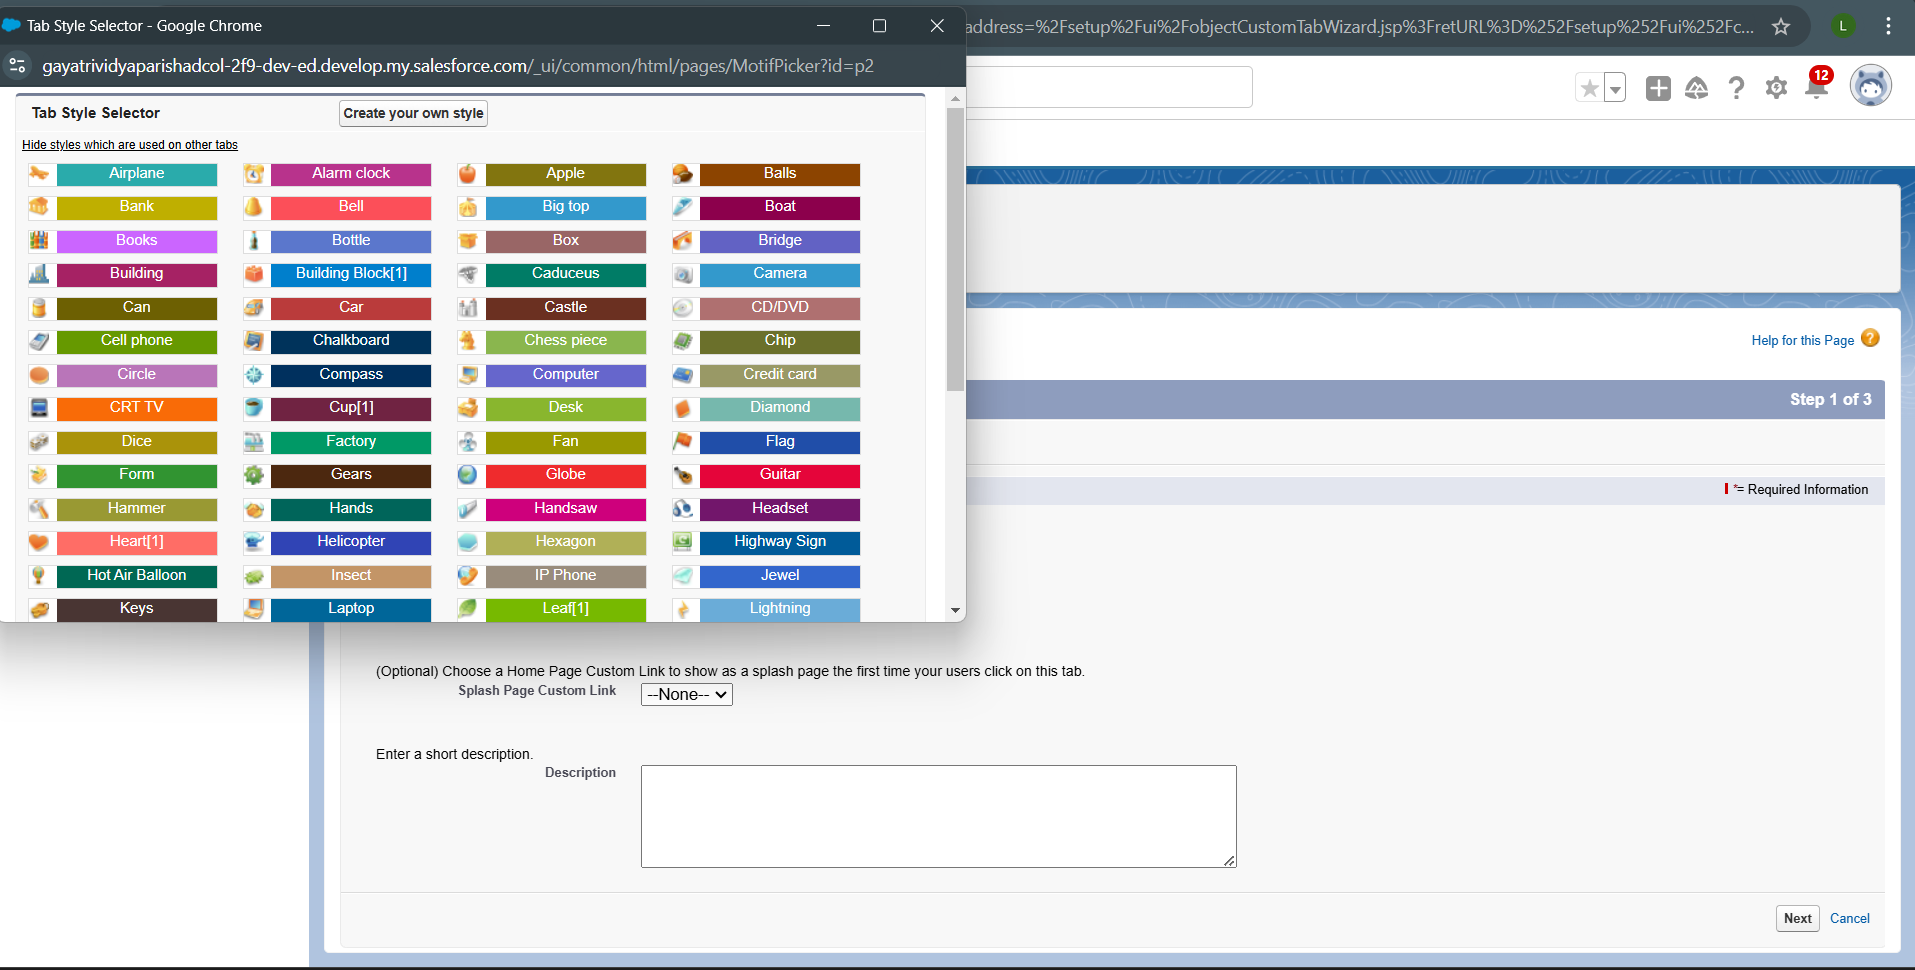 Tab Style Selector - Google Chrome
address=%2Fsetup%2Fui%2FobjectCustomTabWizard.jsp%3FretURL%3D%252Fsetup%252Fui%252Fc...
L
gayatrividyaparishadcol-2f9-dev-ed.develop.my.salesforce.com/_ui/common/html/pages/MotifPicker?id=p2
12
Tab Style Selector
Create your own style
Hide styles which are used on other tabs
Airplane Alarm clock Apple Balls
Bank Bell Big top Boat
Books Bottle Box Bridge
Building Building Block[1] Caduceus Camera
Can Car Castle CD/DVD
Cell phone Chalkboard Chess piece Chip
Circle Compass Computer Credit card
CRT TV Cup[1] Desk Diamond
Dice Factory Fan Flag
Form Gears Globe Guitar
Hammer Hands Handsaw Headset
Heart[1] Helicopter Hexagon Highway Sign
Hot Air Balloon Insect IP Phone Jewel
Keys Laptop Leaf[1] Lightning
Help for this Page ?
Step 1 of 3
*= Required Information
(Optional) Choose a Home Page Custom Link to show as a splash page the first time your users click on this tab.
Splash Page Custom Link --None--
Enter a short description.
Description
Next Cancel